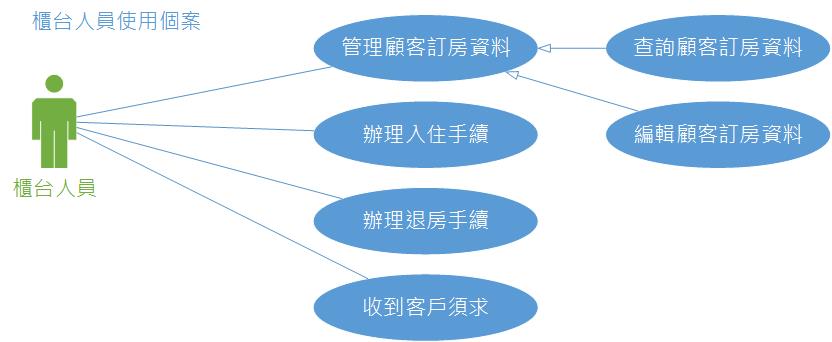 櫃台人員使用個案
管理顧客訂房資料
查詢顧客訂房資料
辦理入住手續
編輯顧客訂房資料
櫃台人員
辦理退房手續
收到客戶須求